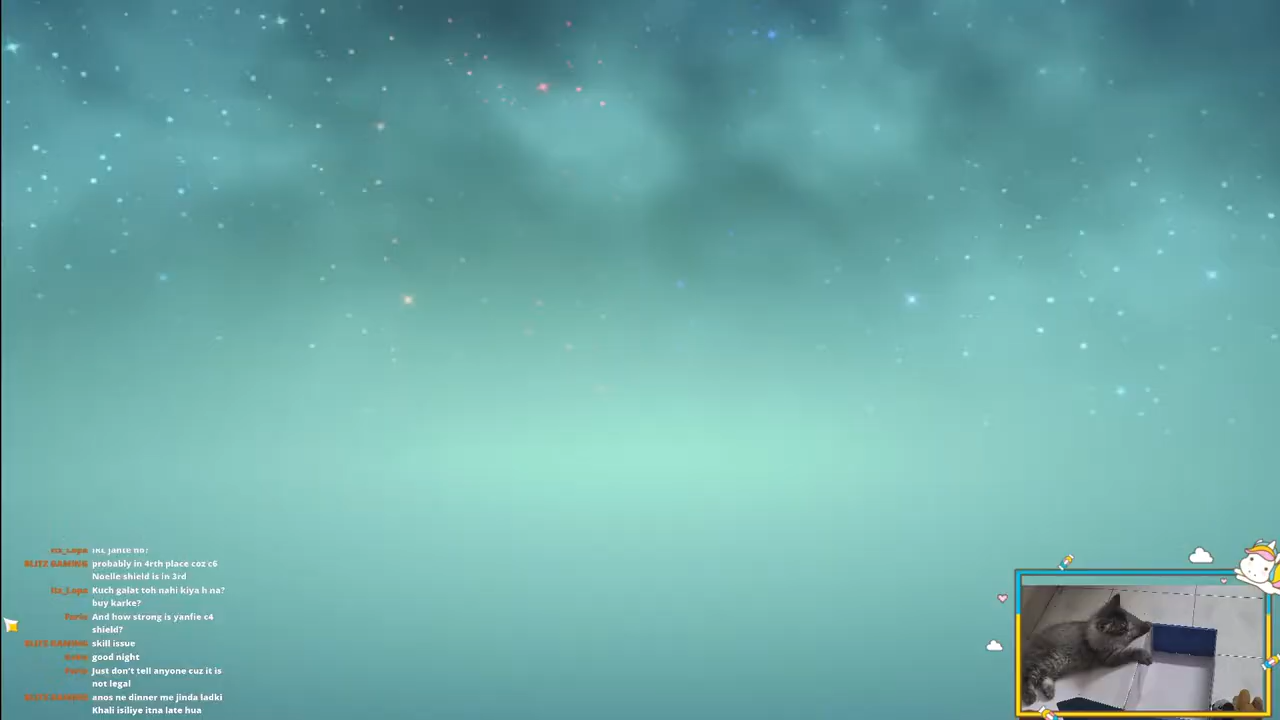 probably in 4rth place coz c6
Noelle shield is in 3rd
Kuch galat toh nahi kiya h na?
buy karke?
And how strong is yanfie c4
shield?
BLITZ GAMING skill issue
good night
Just don't tell anyone cuz it is
not legal
anos ne dinner me jinda ladki
Khali isiliye itna late hua